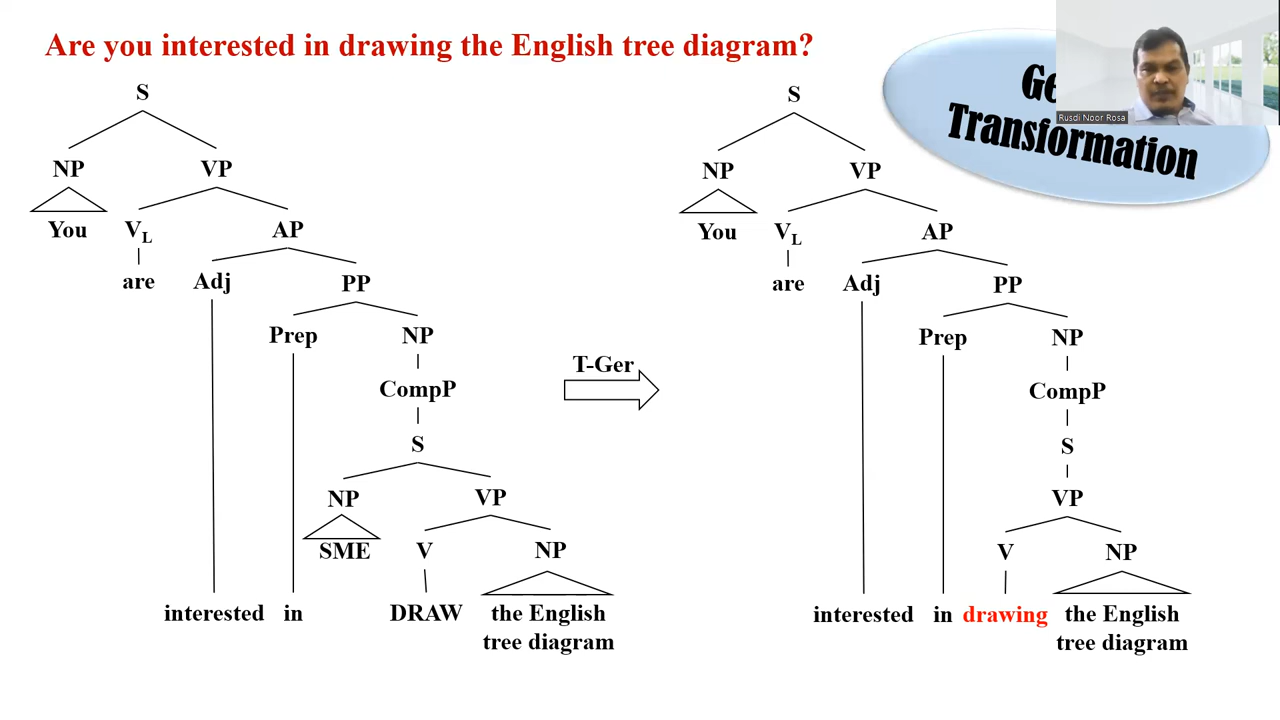 Are you interested in drawing the English tree diagram?
Transformation
Rusdi Noor Rosa
S
NP VP
You V_L AP
are Adj PP
Prep NP
CompP
S
NP VP
SME V NP
interested in DRAW the English
tree diagram
T-Ger
S
NP VP
You V_L AP
are Adj PP
Prep NP
CompP
S
VP
V NP
interested in drawing the English
tree diagram